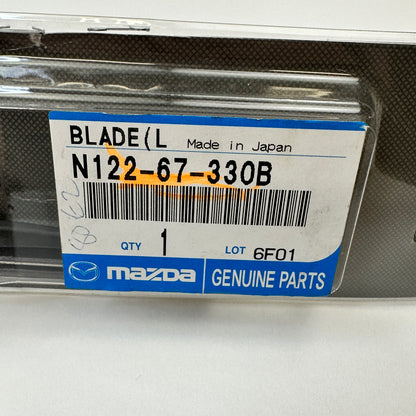 BLADE(L Made in Japan
N122-67-330B
QTY 1 LOT 6F01
mazda GENUINE PARTS